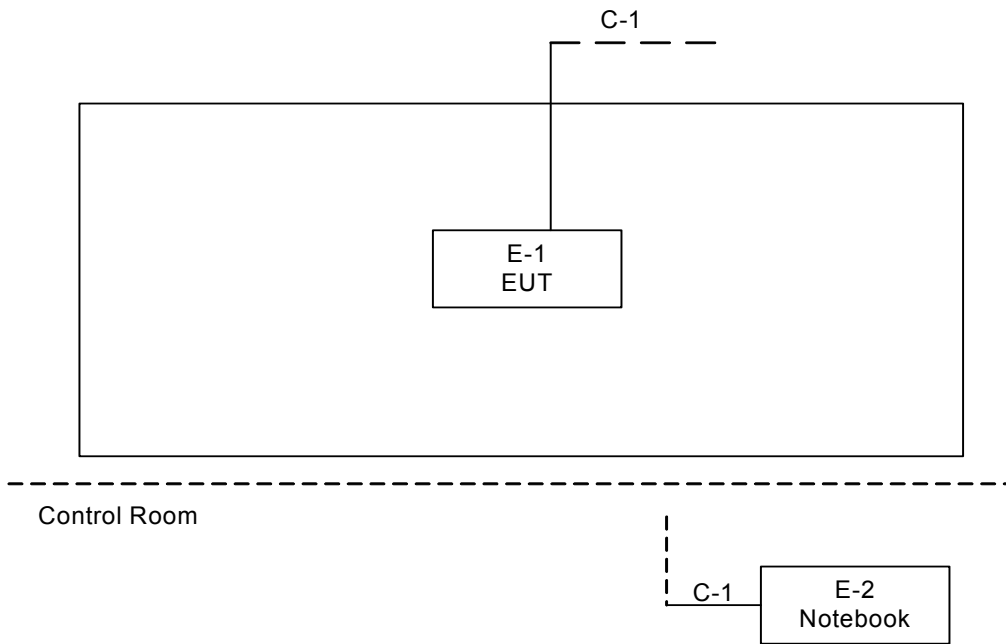 C-1
E-1
EUT
Control Room
C-1
E-2
Notebook